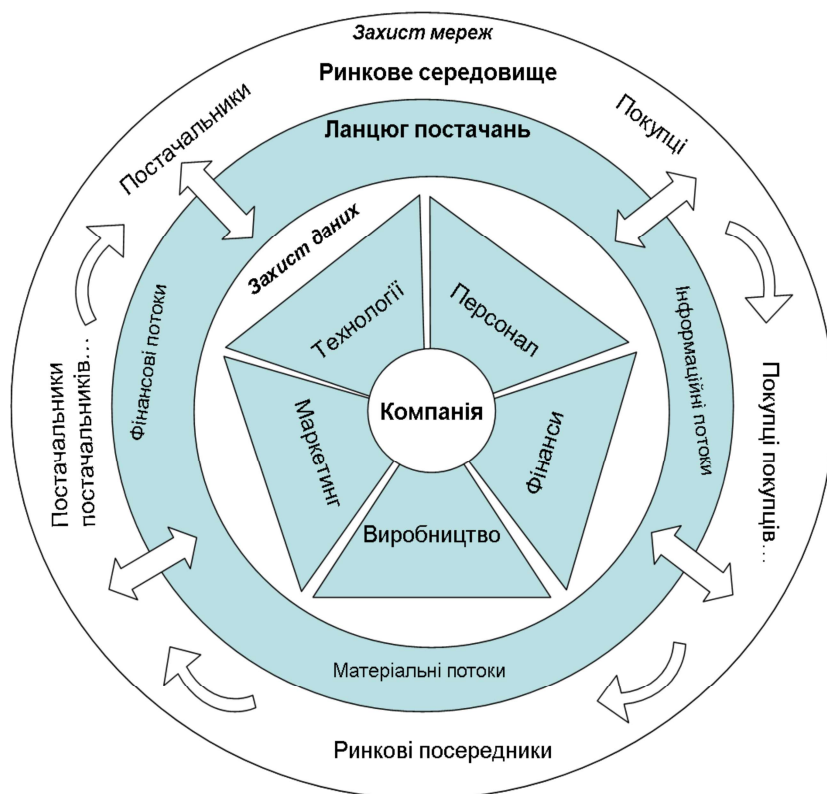 Захист мереж
Ринкове середовище
Ланцюг постачань
Постачальники
Покупці
Захист даних
Технології
Персонал
Фінансові потоки
Інформаційні потоки
Постачальники
постачальників…
Компанія
Покупці покупців…
Маркетинг
Фінанси
Виробництво
Матеріальні потоки
Ринкові посередники